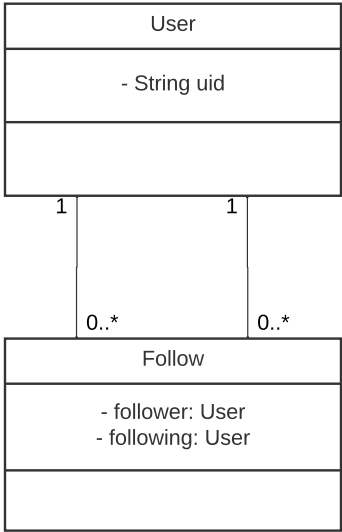 User
- String uid
1
1
0..*
0..*
Follow
- follower: User
- following: User